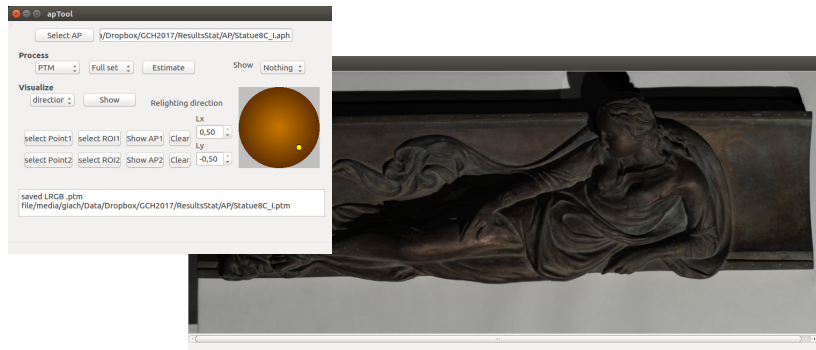 apTool
Select AP
ı/Dropbox/GCH2017/ResultsStat/AP/Statue8C_I.aph
Process
PTM
Full set
Estimate
Show
Nothing
Visualize
direction
Show
Relighting direction
Lx
select Point1
select ROI1
Show AP1
Clear
0,50
Ly
select Point2
select ROI2
Show AP2
Clear
-0,50
saved LRGB .ptm
file/media/giach/Data/Dropbox/GCH2017/ResultsStat/AP/Statue8C_I.ptm